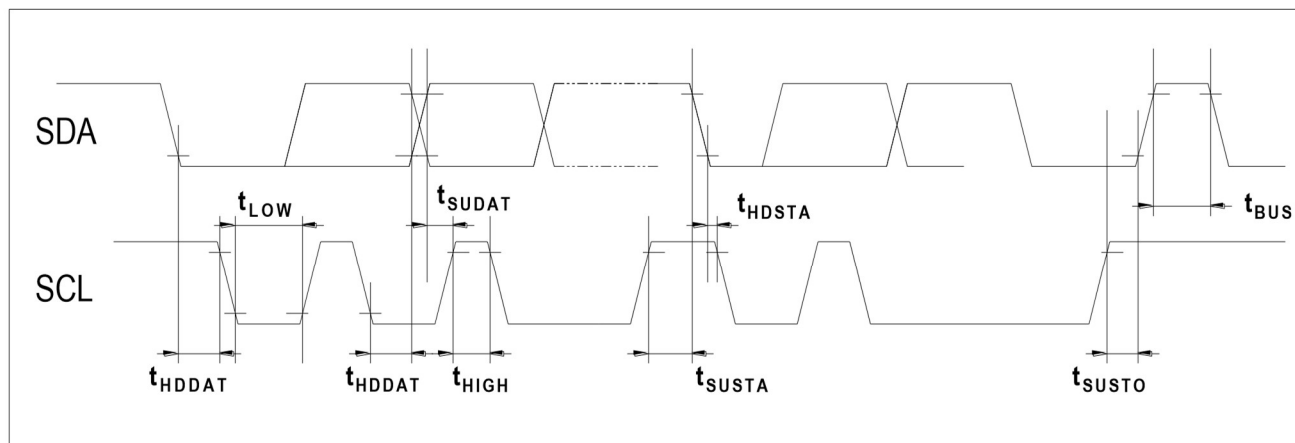 SDA
tLOW
tSUDAT
tHDSTA
tBUS
SCL
tHDDAT
tHDDAT
tHIGH
tSUSTA
tSUSTO